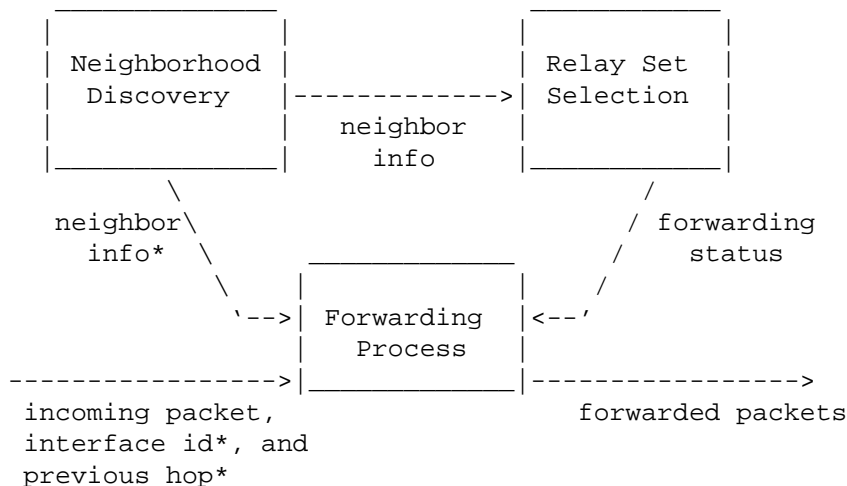 Neighborhood
Discovery
Relay Set
Selection
neighbor
info
neighbor
info*
forwarding
status
Forwarding
Process
incoming packet,
interface id*, and
previous hop*
forwarded packets